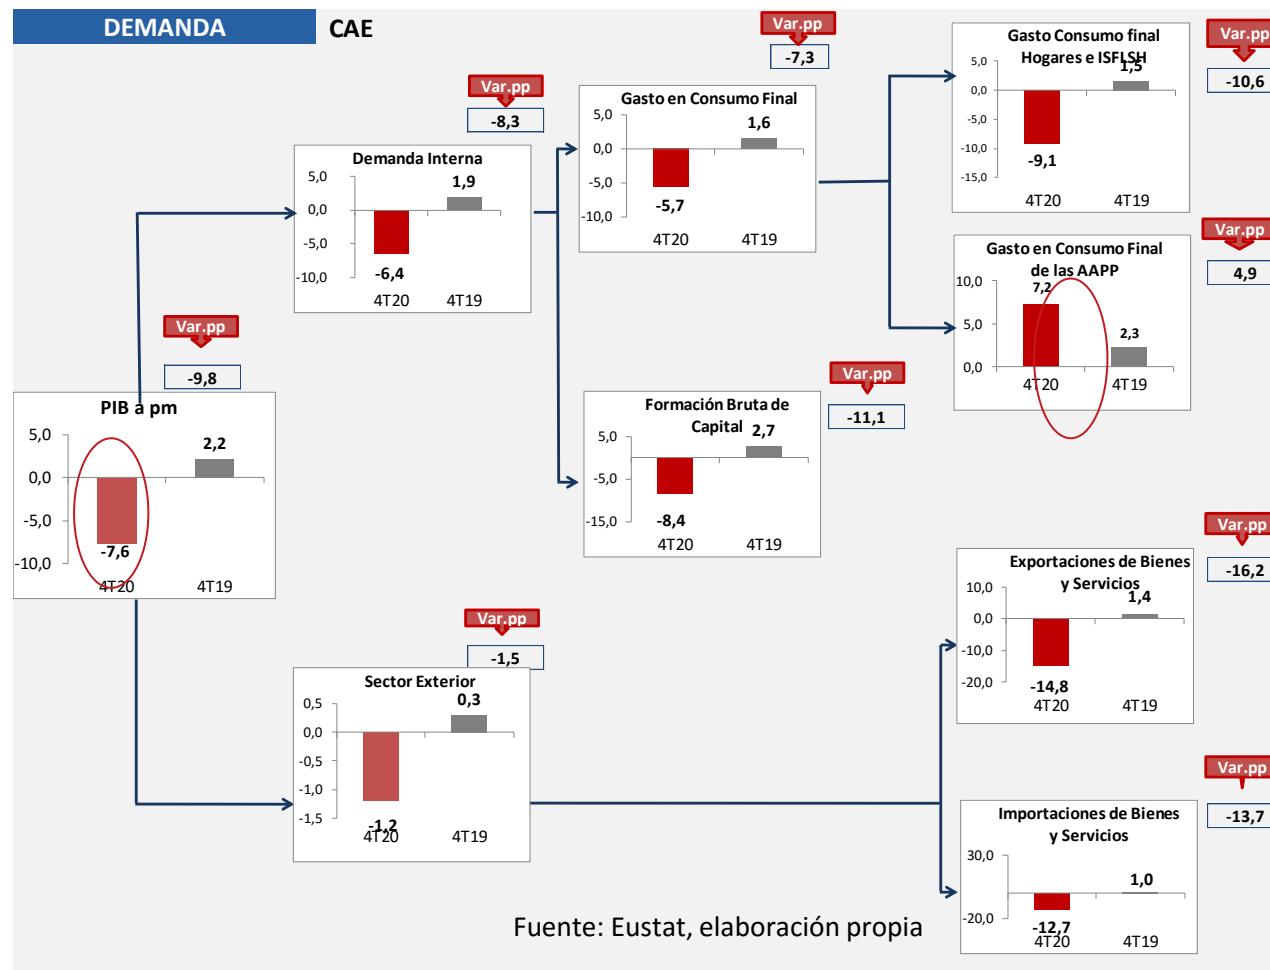 DEMANDA
CAE
Var.pp
-9,8
PIB a pm
5,0
0,0
-5,0
-10,0
2,2
-7,6
4T20
4T19
Var.pp
-8,3
Demanda Interna
5,0
0,0
-5,0
-10,0
1,9
-6,4
4T20
4T19
Var.pp
-7,3
Gasto en Consumo Final
5,0
0,0
-5,0
-10,0
1,6
-5,7
4T20
4T19
Var.pp
-10,6
Gasto Consumo final
Hogares e ISFLSH
5,0
0,0
-5,0
-10,0
-15,0
1,5
-9,1
4T20
4T19
Var.pp
4,9
Gasto en Consumo Final
de las AAPP
10,0
5,0
0,0
7,2
2,3
4T20
4T19
Var.pp
-11,1
Formación Bruta de
Capital
5,0
-5,0
-15,0
2,7
-8,4
4T20
4T19
Var.pp
-1,5
Sector Exterior
0,5
0,0
-0,5
-1,0
-1,5
0,3
-1,2
4T20
4T19
Var.pp
-16,2
Exportaciones de Bienes
y Servicios
10,0
0,0
-10,0
-20,0
1,4
-14,8
4T20
4T19
Var.pp
-13,7
Importaciones de Bienes
y Servicios
30,0
-20,0
1,0
-12,7
4T20
4T19
Fuente: Eustat, elaboración propia